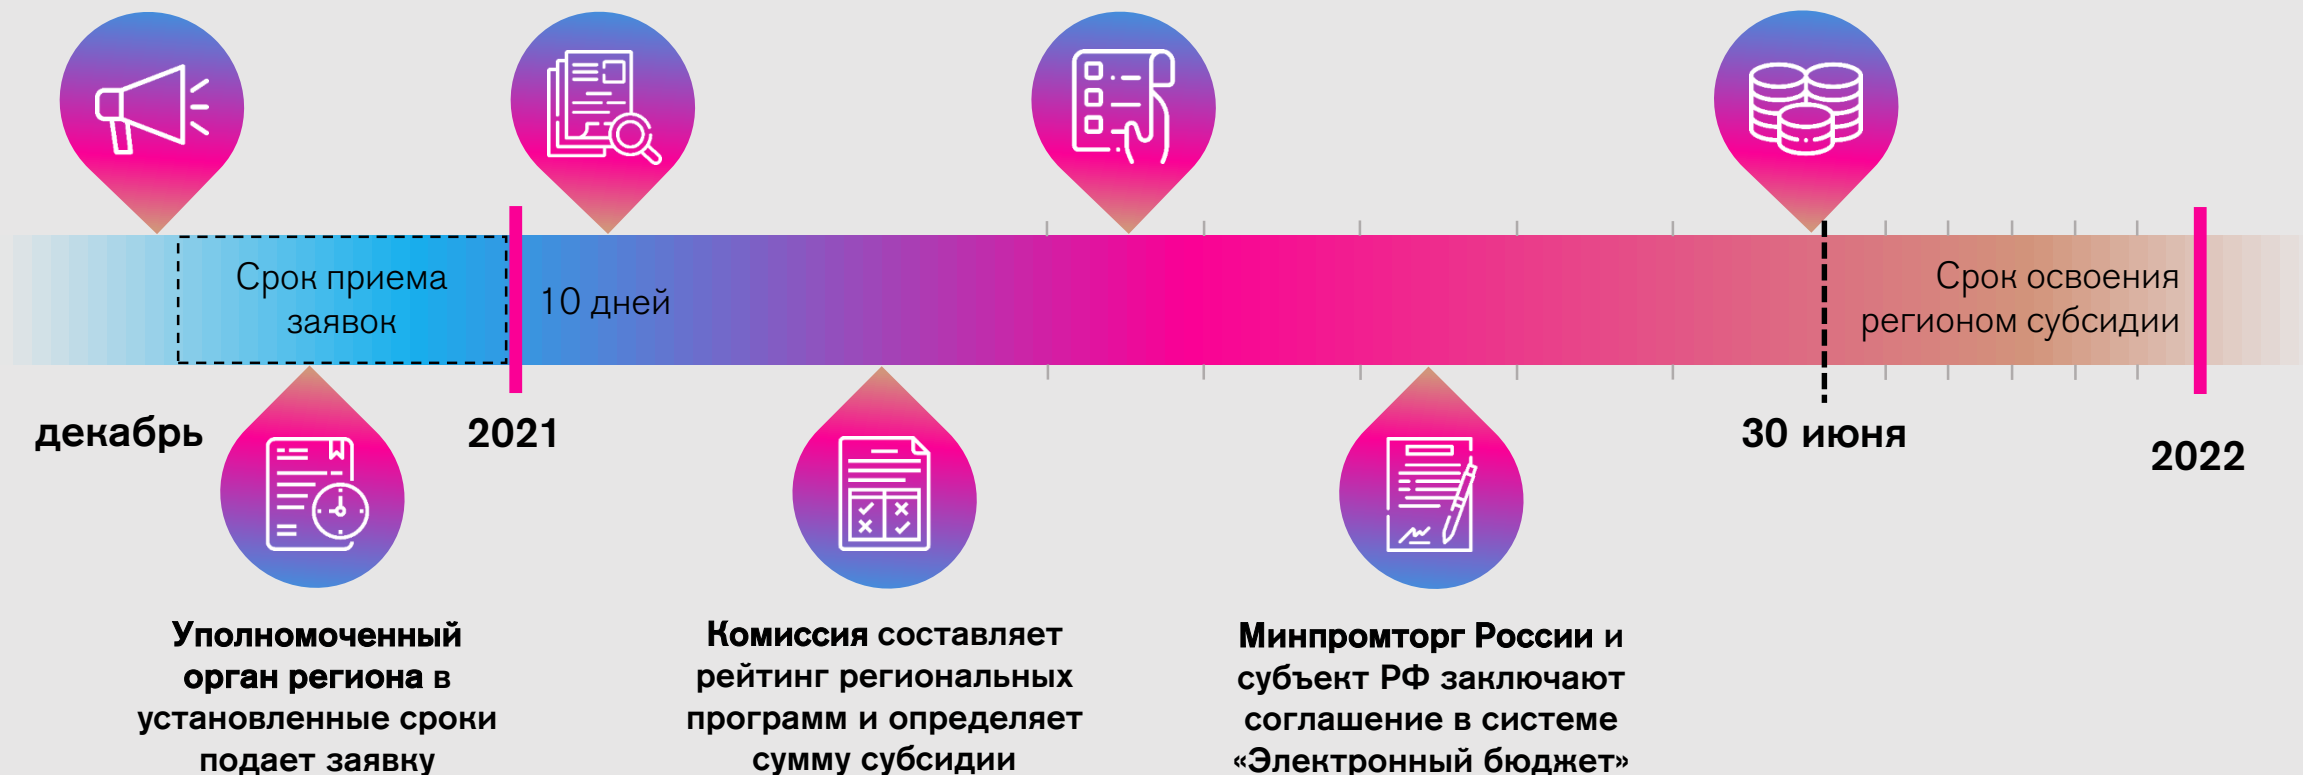 Срок приема
заявок
10 дней
Срок освоения
регионом субсидии
декабрь
2021
30 июня
2022
Уполномоченный
орган региона в
установленные сроки
подает заявку
Комиссия составляет
рейтинг региональных
программ и определяет
сумму субсидии
Минпромторг России и
субъект РФ заключают
соглашение в системе
«Электронный бюджет»